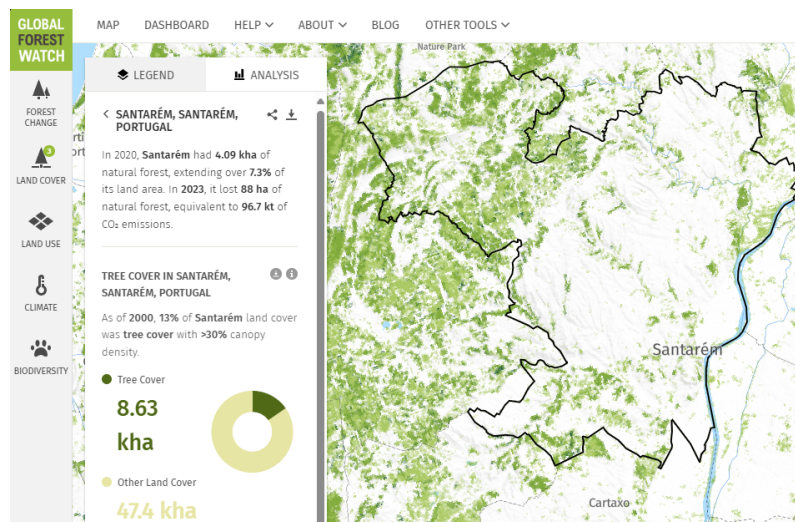 GLOBAL
FOREST
WATCH
MAP
DASHBOARD
HELP
ABOUT
BLOG
OTHER TOOLS
FOREST
CHANGE
3
LAND COVER
LAND USE
CLIMATE
BIODIVERSITY
LEGEND
ANALYSIS
SANTARÉM, SANTARÉM,
PORTUGAL
In 2020, Santarém had 4.09 kha of
natural forest, extending over 7.3% of
its land area. In 2023, it lost 88 ha of
natural forest, equivalent to 96.7 kt of
CO₂ emissions.
TREE COVER IN SANTARÉM,
SANTARÉM, PORTUGAL
As of 2000, 13% of Santarém land cover
was tree cover with >30% canopy
density.
Tree Cover
8.63
kha
Other Land Cover
47.4 kha
Nature Park
Santarém
Cartaxo